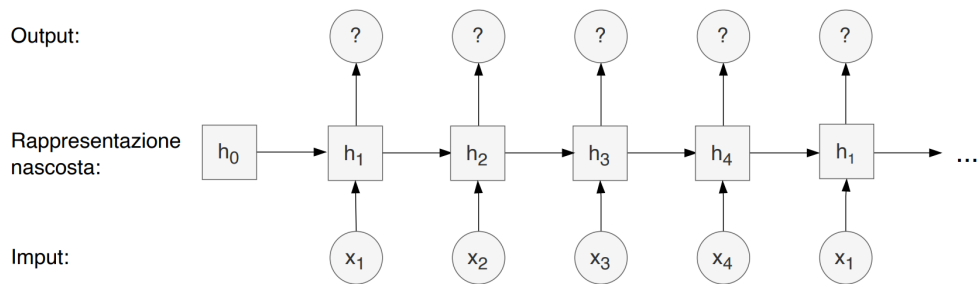 Output: ? ? ? ? ?
Rappresentazione
nascosta: h0 h1 h2 h3 h4 h1 ...
Imput: x1 x2 x3 x4 x1